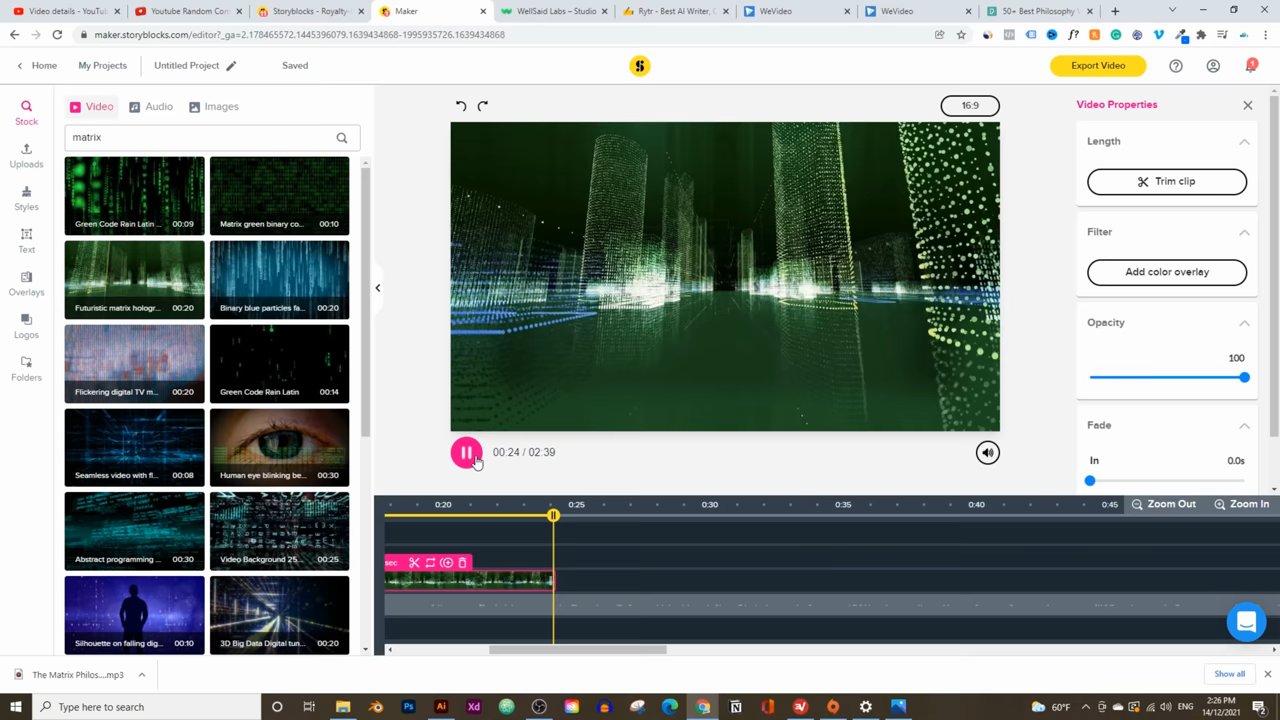 Video details - YouTu
Youtube Random Com
Storyblocks - Royalty-
Maker
WellSaid Labs – Studio
Rytr - Best AI Writer, C
WeVideo
WeVideo
50+ Best Philosophy V
maker.storyblocks.com/editor?_ga=2.178465572.1445396079.1639434868-1995935726.1639434868
Home
My Projects
Untitled Project
Saved
Export Video
1
Stock
Uploads
Styles
Text
Overlays
Logos
Folders
Video
Audio
Images
matrix
Green Code Rain Latin ... 00:09
Matrix green binary co... 00:10
Futuristic matrix hologr... 00:20
Binary blue particles fa... 00:20
Flickering digital TV m... 00:20
Green Code Rain Latin 00:14
Seamless video with fl... 00:08
Human eye blinking be... 00:30
Abstract programming ... 00:30
Video Background 25... 00:25
Silhouette on falling dig... 00:10
3D Big Data Digital tun... 00:20
16:9
00:24 / 02:39
Video Properties
Length
Trim clip
Filter
Add color overlay
Opacity
100
Fade
In 0.0s
0:20 0:25 0:30 0:35 0:40 0:45
Zoom Out
Zoom In
sec
The Matrix Philos....mp3
Show all
Type here to search
60°F
2:26 PM
14/12/2021